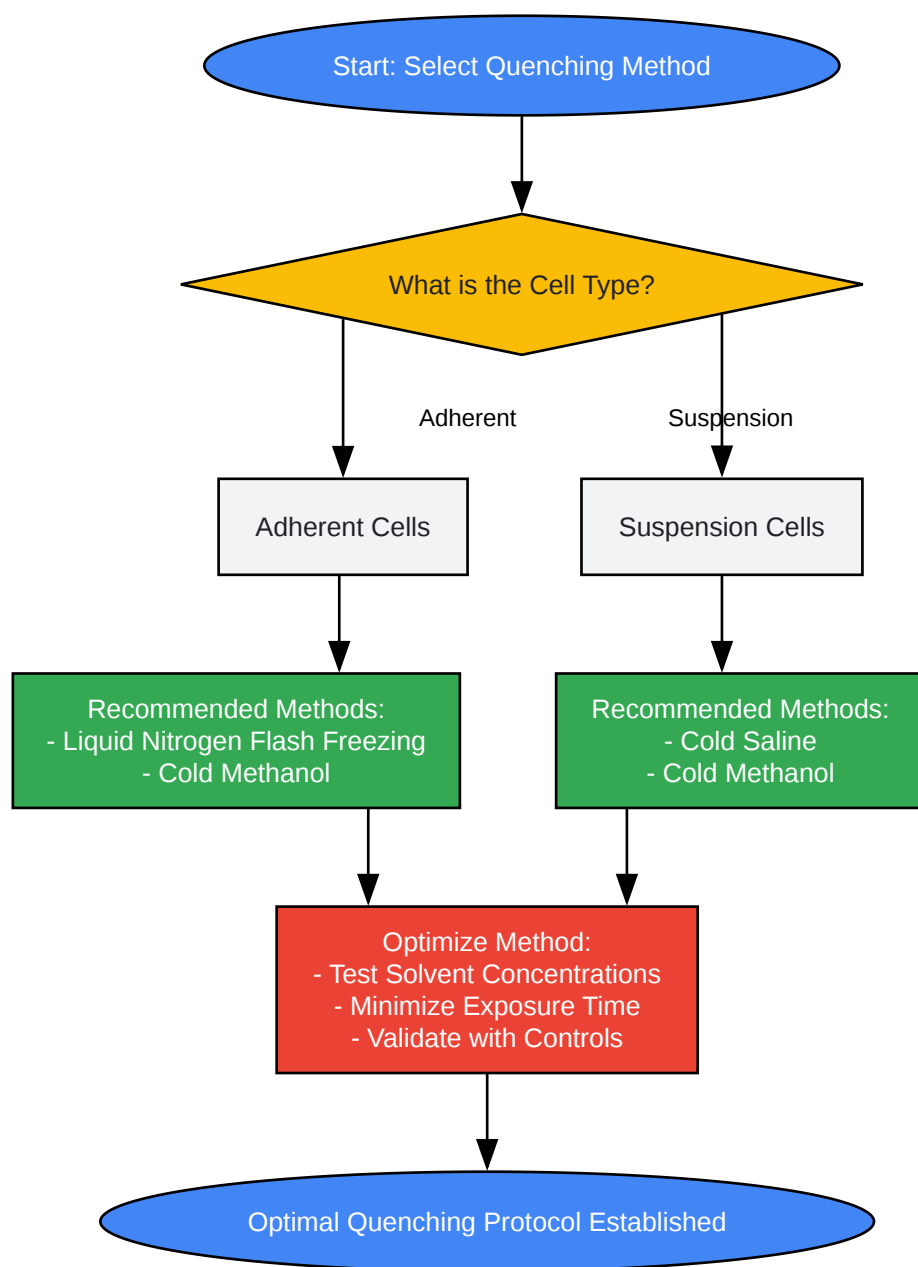 Start: Select Quenching Method
What is the Cell Type?
Adherent
Suspension
Adherent Cells
Suspension Cells
Recommended Methods:
- Liquid Nitrogen Flash Freezing
- Cold Methanol
Recommended Methods:
- Cold Saline
- Cold Methanol
Optimize Method:
- Test Solvent Concentrations
- Minimize Exposure Time
- Validate with Controls
Optimal Quenching Protocol Established